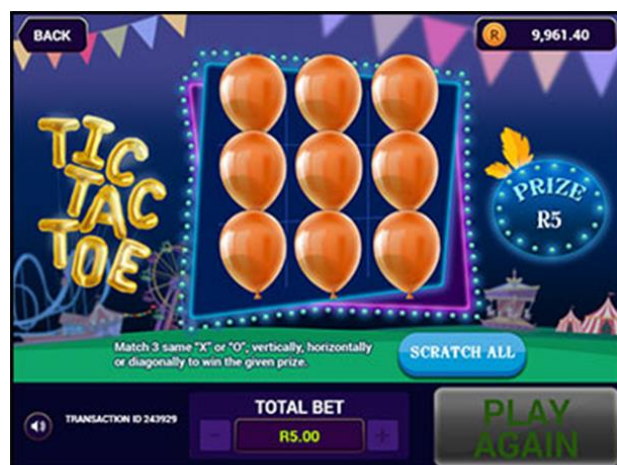 BACK
R 9,961.40
TIC
TAC
TOE
PRIZE
R5
Match 3 same "X" or "O", vertically, horizontally
or diagonally to win the given prize.
SCRATCH ALL
TRANSACTION ID 243929
TOTAL BET
-
R5.00
+
PLAY
AGAIN